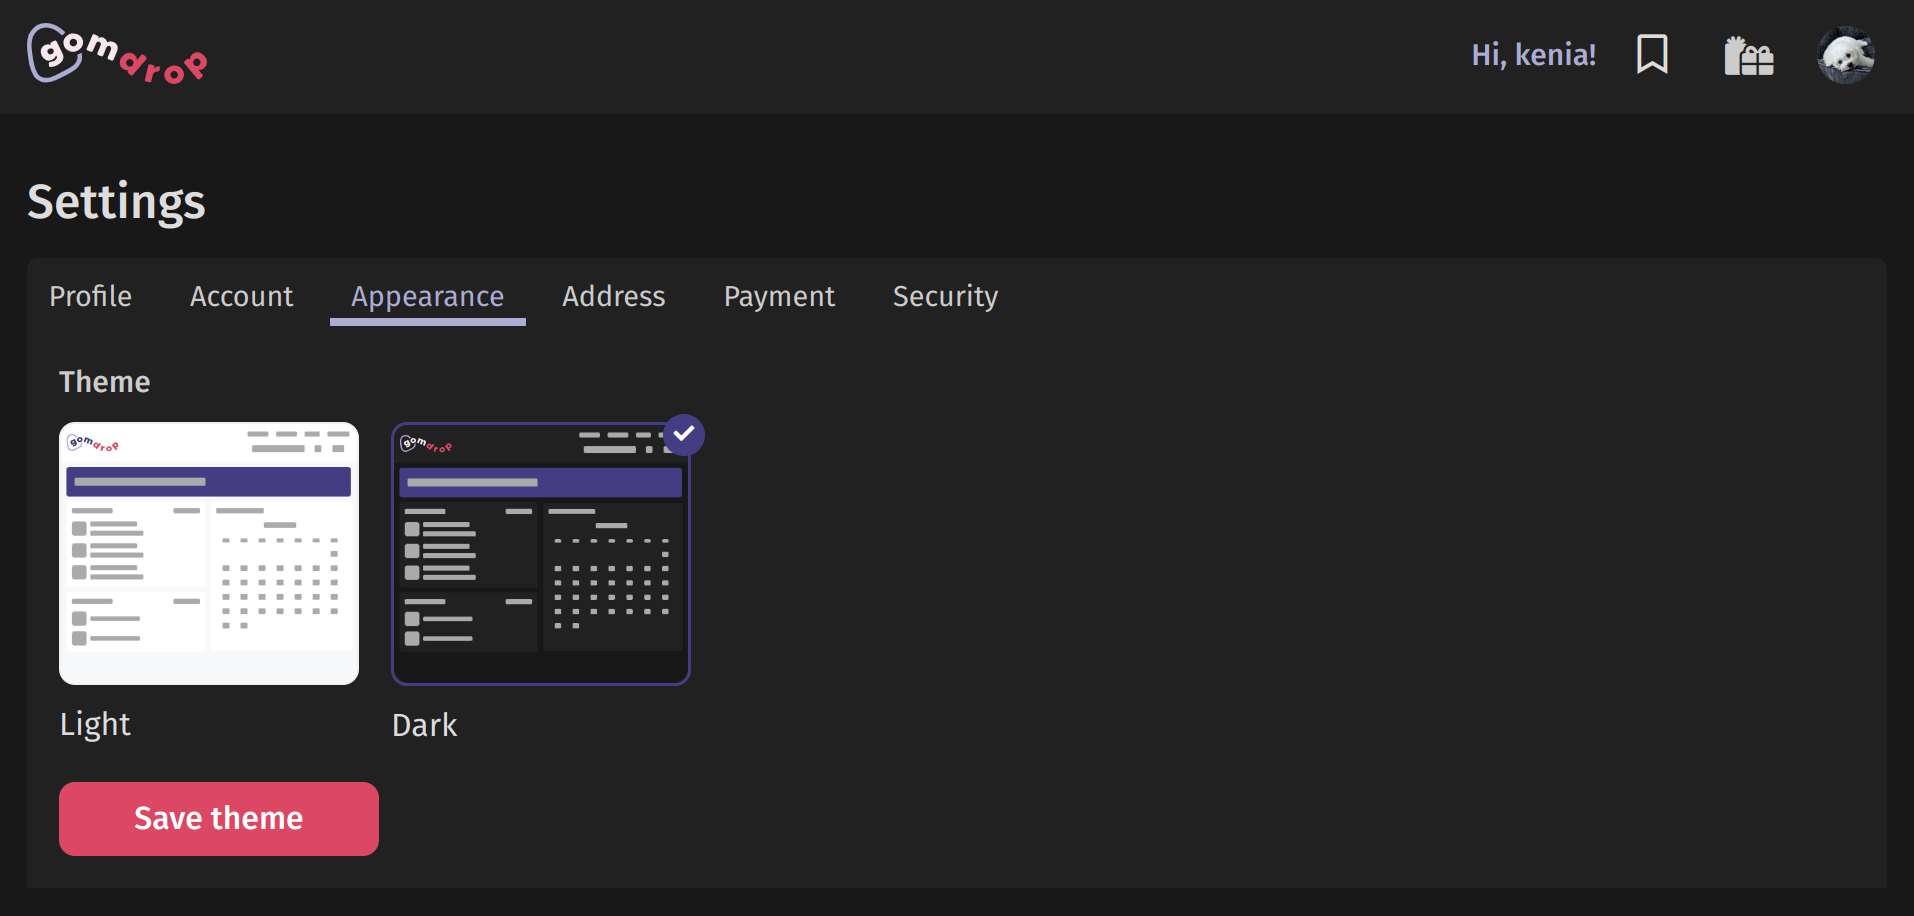 gomdrop
Hi, kenia!
Settings
Profile Account Appearance Address Payment Security
Theme
gomdrop gomdrop
Light Dark
Save theme